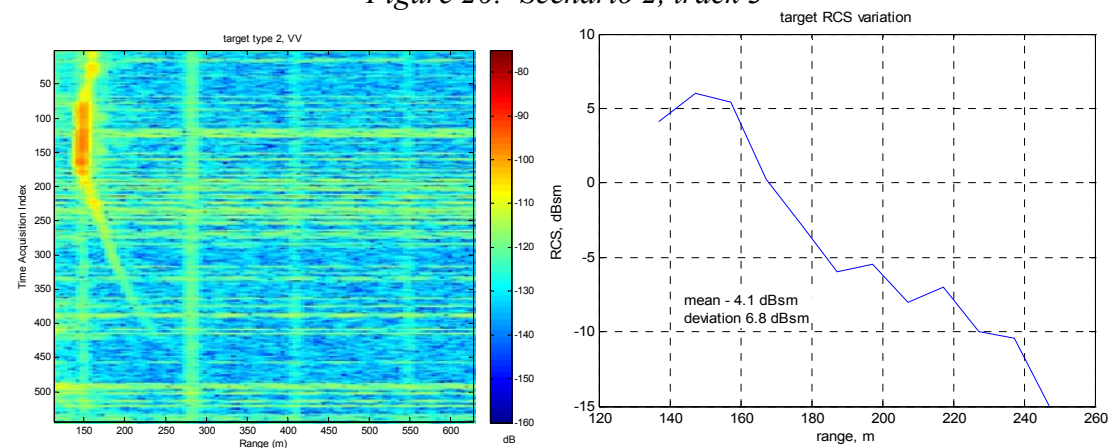 Figure 20: Scenario 2, track 3
target type 2, VV
Time Acquisition Index
50
100
150
200
250
300
350
400
450
500
150 200 250 300 350 400 450 500 550 600
Range (m)
-80
-90
-100
-110
-120
-130
-140
-150
-160
dB
target RCS variation
RCS, dBsm
10
5
0
-5
-10
-15
mean - 4.1 dBsm
deviation 6.8 dBsm
120 140 160 180 200 220 240 260
range, m